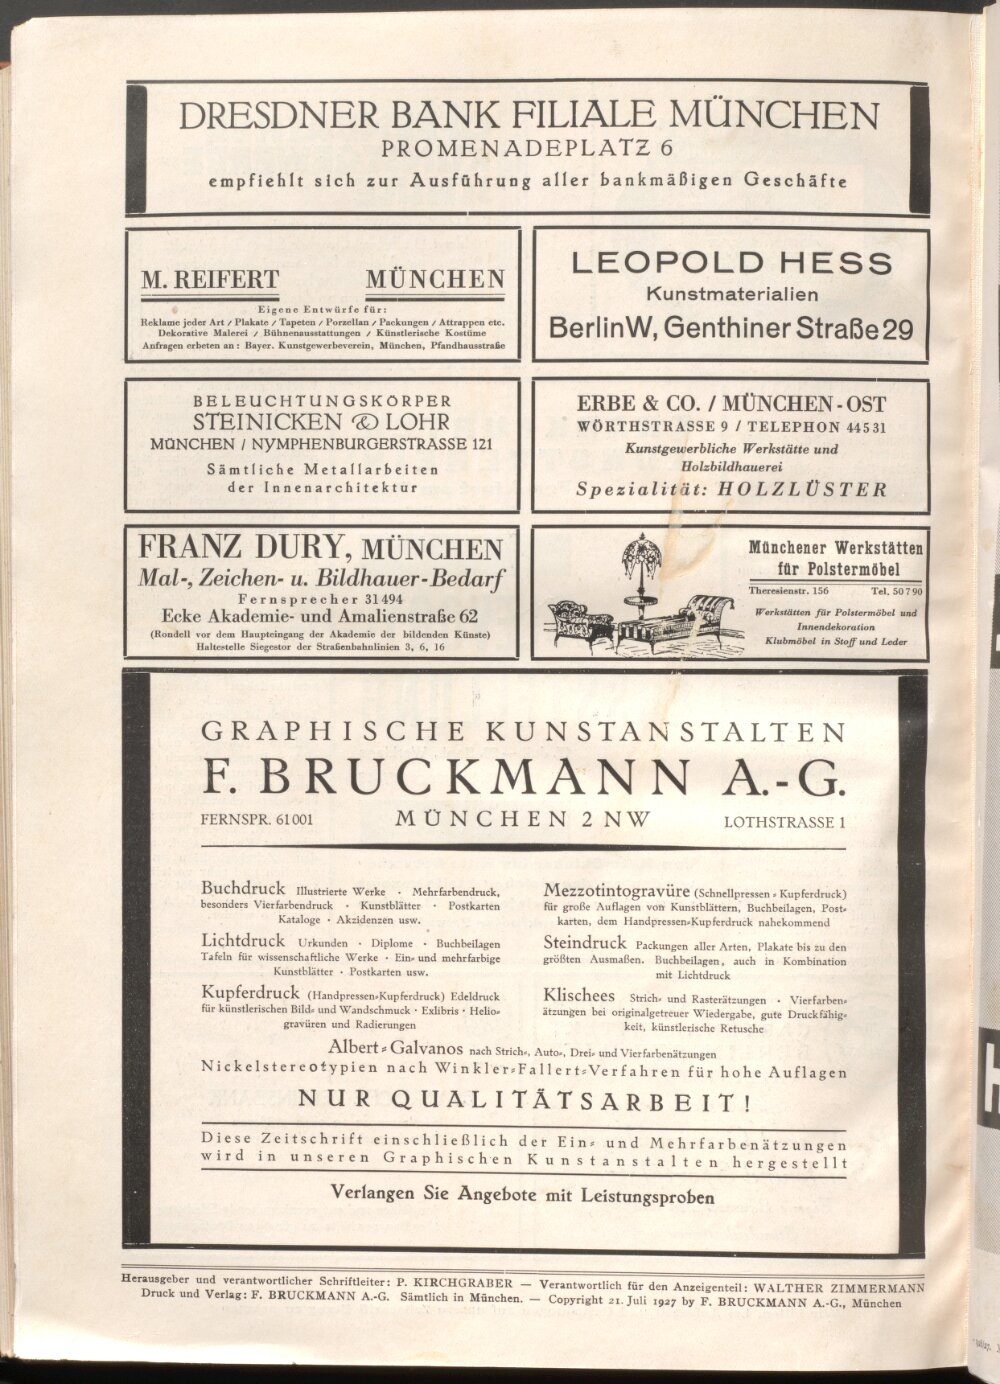 DRESDNER BANK FILIALE MÜNCHEN
PROMENADEPLATZ 6
empfiehlt sich zur Ausführung aller bankmäßigen Geschäfte
M. REIFERT MÜNCHEN
Eigene Entwürfe für:
Reklame jeder Art / Plakate / Tapeten / Porzellan / Packungen / Attrappen etc.
Dekorative Malerei / Bühnenausstattungen / Künstlerische Kostüme
Anfragen erbeten an: Bayer. Kunstgewerbeverein, München, Pfandhausstraße
LEOPOLD HESS
Kunstmaterialien
Berlin W, Genthiner Straße 29
BELEUCHTUNGSKÖRPER
STEINICKEN & LOHR
MÜNCHEN / NYMPHENBURGERSTRASSE 121
Sämtliche Metallarbeiten
der Innenarchitektur
ERBE & CO. / MÜNCHEN-OST
WÖRTHSTRASSE 9 / TELEPHON 44531
Kunstgewerbliche Werkstätte und
Holzbildhauerei
Spezialität: HOLZLÜSTER
FRANZ DURY, MÜNCHEN
Mal-, Zeichen- u. Bildhauer-Bedarf
Fernsprecher 31494
Ecke Akademie- und Amalienstraße 62
(Rondell vor dem Haupteingang der Akademie der bildenden Künste)
Haltestelle Siegestor der Straßenbahnlinien 3, 6, 16
Münchener Werkstätten
für Polstermöbel
Theresienstr. 156 Tel. 50790
Werkstätten für Polstermöbel und
Innendekoration
Klubmöbel in Stoff und Leder
GRAPHISCHE KUNSTANSTALTEN
F. BRUCKMANN A.-G.
FERNSPR. 61001 MÜNCHEN 2 NW LOTHSTRASSE 1
Buchdruck Illustrierte Werke · Mehrfarbendruck,
besonders Vierfarbendruck · Kunstblätter · Postkarten
Kataloge · Akzidenzen usw.
Lichtdruck Urkunden · Diplome · Buchbeilagen
Tafeln für wissenschaftliche Werke · Ein- und mehrfarbige
Kunstblätter · Postkarten usw.
Kupferdruck (Handpressen-Kupferdruck) Edeldruck
für künstlerischen Bild- und Wandschmuck · Exlibris · Helio-
gravüren und Radierungen
Mezzotintogravüre (Schnellpressen-Kupferdruck)
für große Auflagen von Kunstblättern, Buchbeilagen, Post-
karten, dem Handpressen-Kupferdruck nahekommend
Steindruck Packungen aller Arten, Plakate bis zu den
größten Ausmaßen. Buchbeilagen, auch in Kombination
mit Lichtdruck
Klischees Strich- und Rasterätzungen · Vierfarben-
ätzungen bei originalgetreuer Wiedergabe, gute Druckfähig-
keit, künstlerische Retusche
Albert-Galvanos nach Strich-, Auto-, Drei- und Vierfarbenätzungen
Nickelstereotypien nach Winkler-Fallert-Verfahren für hohe Auflagen
NUR QUALITÄTSARBEIT!
Diese Zeitschrift einschließlich der Ein- und Mehrfarbenätzungen
wird in unseren Graphischen Kunstanstalten hergestellt
Verlangen Sie Angebote mit Leistungsproben
Herausgeber und verantwortlicher Schriftleiter: P. KIRCHGRABER — Verantwortlich für den Anzeigenteil: WALTHER ZIMMERMANN
Druck und Verlag: F. BRUCKMANN A.-G. Sämtlich in München. — Copyright 21. Juli 1927 by F. BRUCKMANN A.-G., München